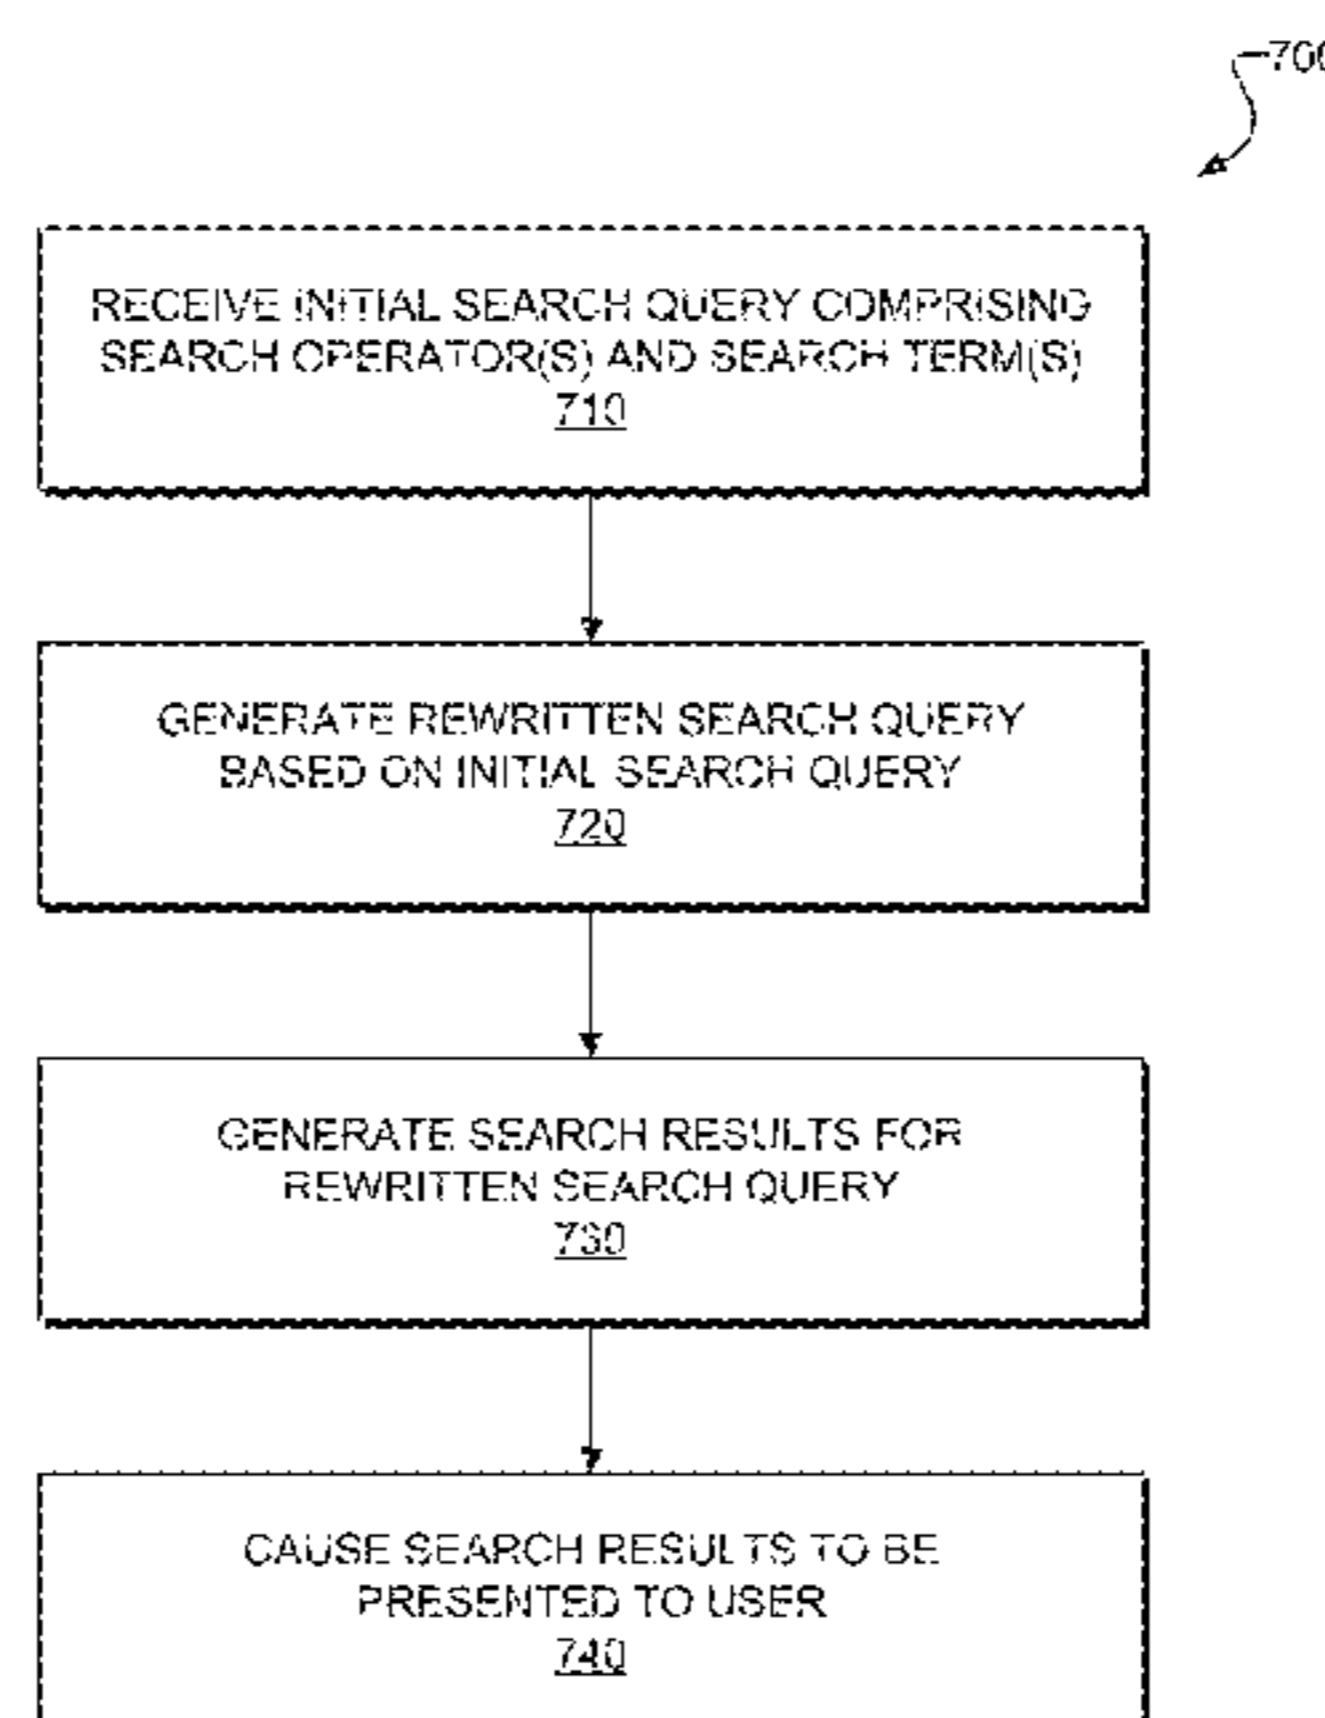 700
RECEIVE INITIAL SEARCH QUERY COMPRISING
SEARCH OPERATOR(S) AND SEARCH TERM(S)
710
GENERATE REWRITTEN SEARCH QUERY
BASED ON INITIAL SEARCH QUERY
720
GENERATE SEARCH RESULTS FOR
REWRITTEN SEARCH QUERY
730
CAUSE SEARCH RESULTS TO BE
PRESENTED TO USER
740